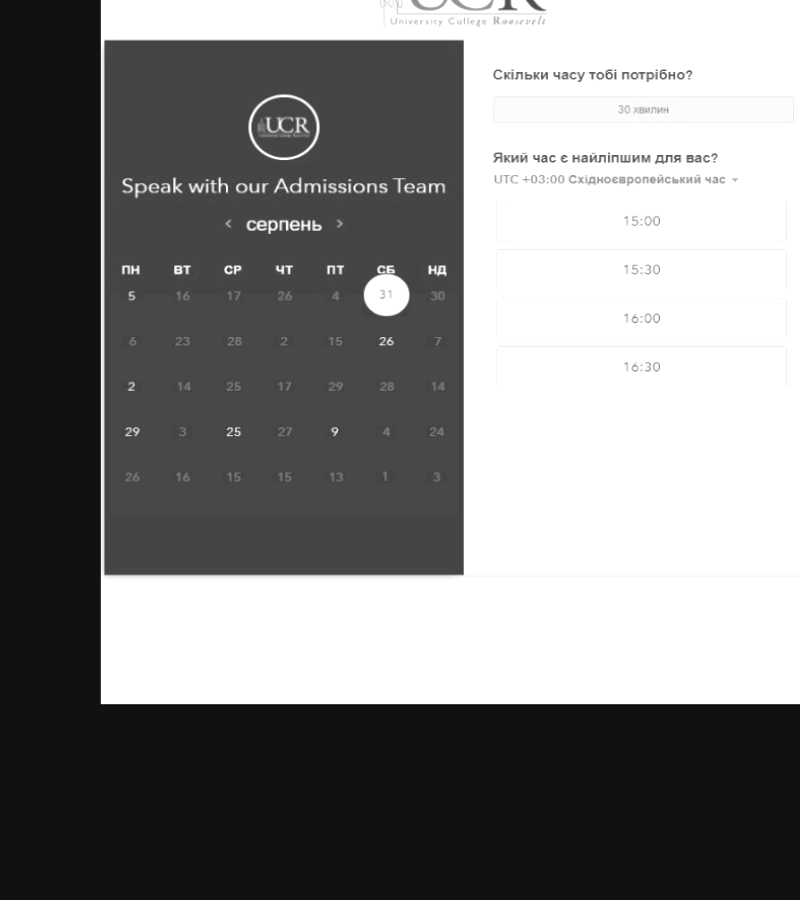 UCR
University College Roosevelt
UCR
Speak with our Admissions Team
< серпень >
ПН ВТ СР ЧТ ПТ СБ НД
5 16 17 26 4 31 30
6 23 28 2 15 26 7
2 14 25 17 29 28 14
29 3 25 27 9 4 24
26 16 15 15 13 1 3
Скільки часу тобі потрібно?
30 хвилин
Який час є найліпшим для вас?
UTC +03:00 Східноєвропейський час
15:00
15:30
16:00
16:30